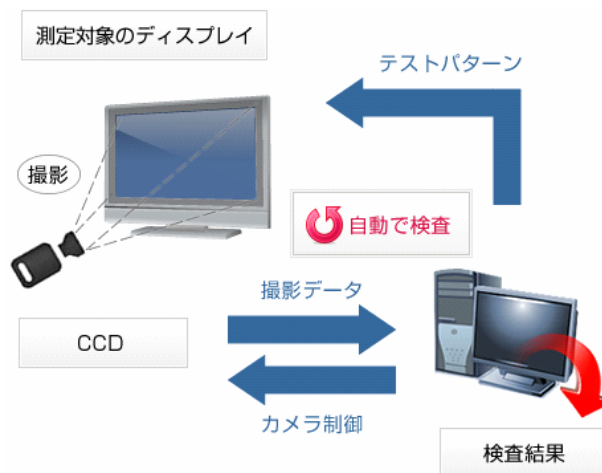 測定対象のディスプレイ
テストパターン
撮影
自動で検査
撮影データ
CCD
カメラ制御
検査結果